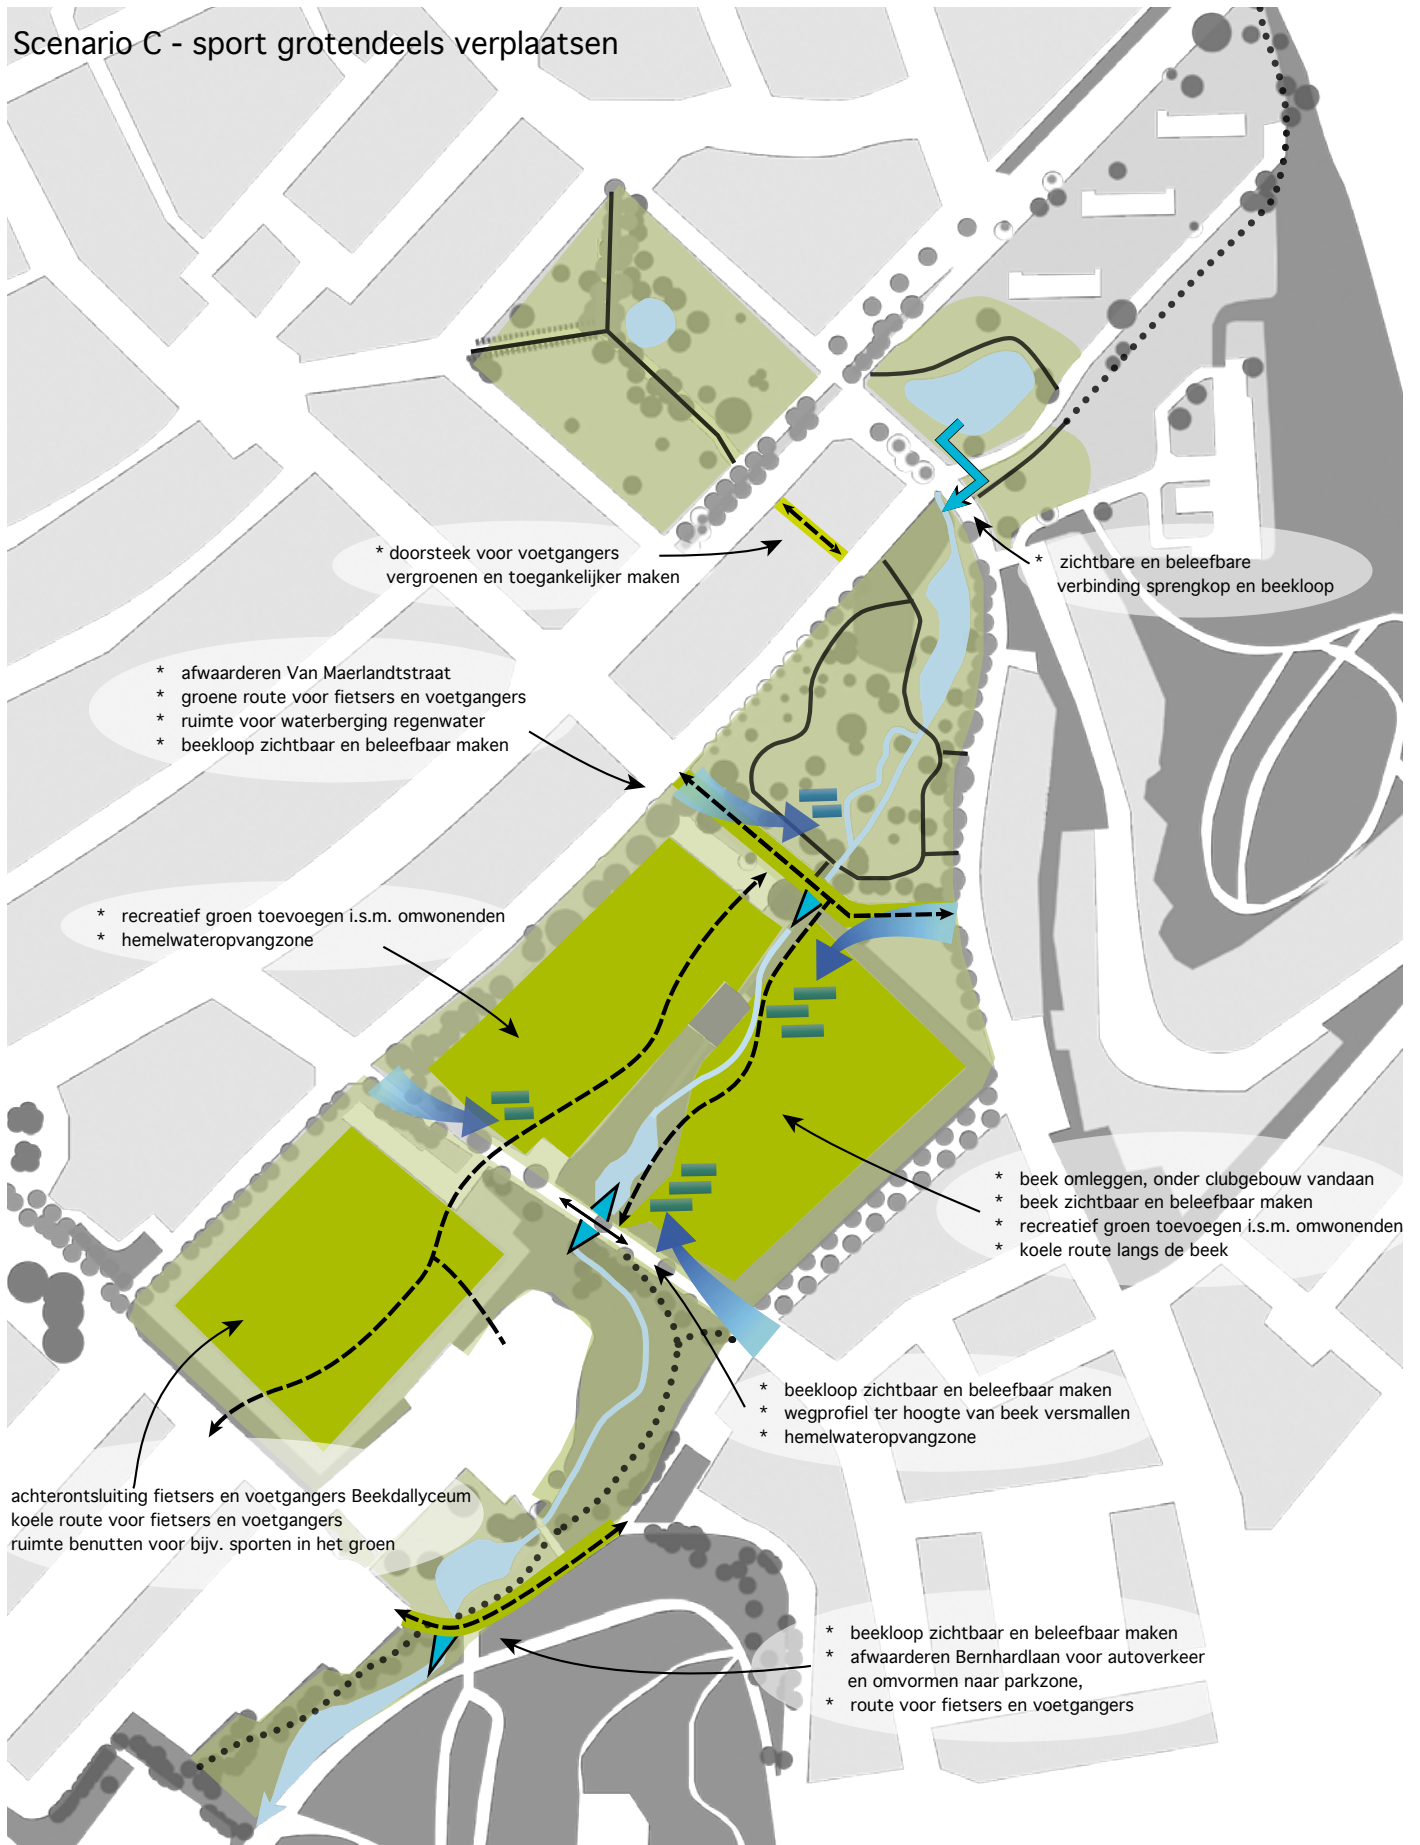 Scenario C - sport grotendeels verplaatsen
* doorsteek voor voetgangers
vergroenen en toegankelijker maken
* zichtbare en beleefbare
verbinding sprengkop en beekloop
* afwaarderen Van Maerlandtstraat
* groene route voor fietsers en voetgangers
* ruimte voor waterberging regenwater
* beekloop zichtbaar en beleefbaar maken
* recreatief groen toevoegen i.s.m. omwonenden
* hemelwateropvangzone
* beek omleggen, onder clubgebouw vandaan
* beek zichtbaar en beleefbaar maken
* recreatief groen toevoegen i.s.m. omwonenden
* koele route langs de beek
* beekloop zichtbaar en beleefbaar maken
* wegprofiel ter hoogte van beek versmallen
* hemelwateropvangzone
achterontsluiting fietsers en voetgangers Beekdallyceum
koele route voor fietsers en voetgangers
ruimte benutten voor bijv. sporten in het groen
* beekloop zichtbaar en beleefbaar maken
* afwaarderen Bernhardlaan voor autoverkeer
en omvormen naar parkzone,
* route voor fietsers en voetgangers